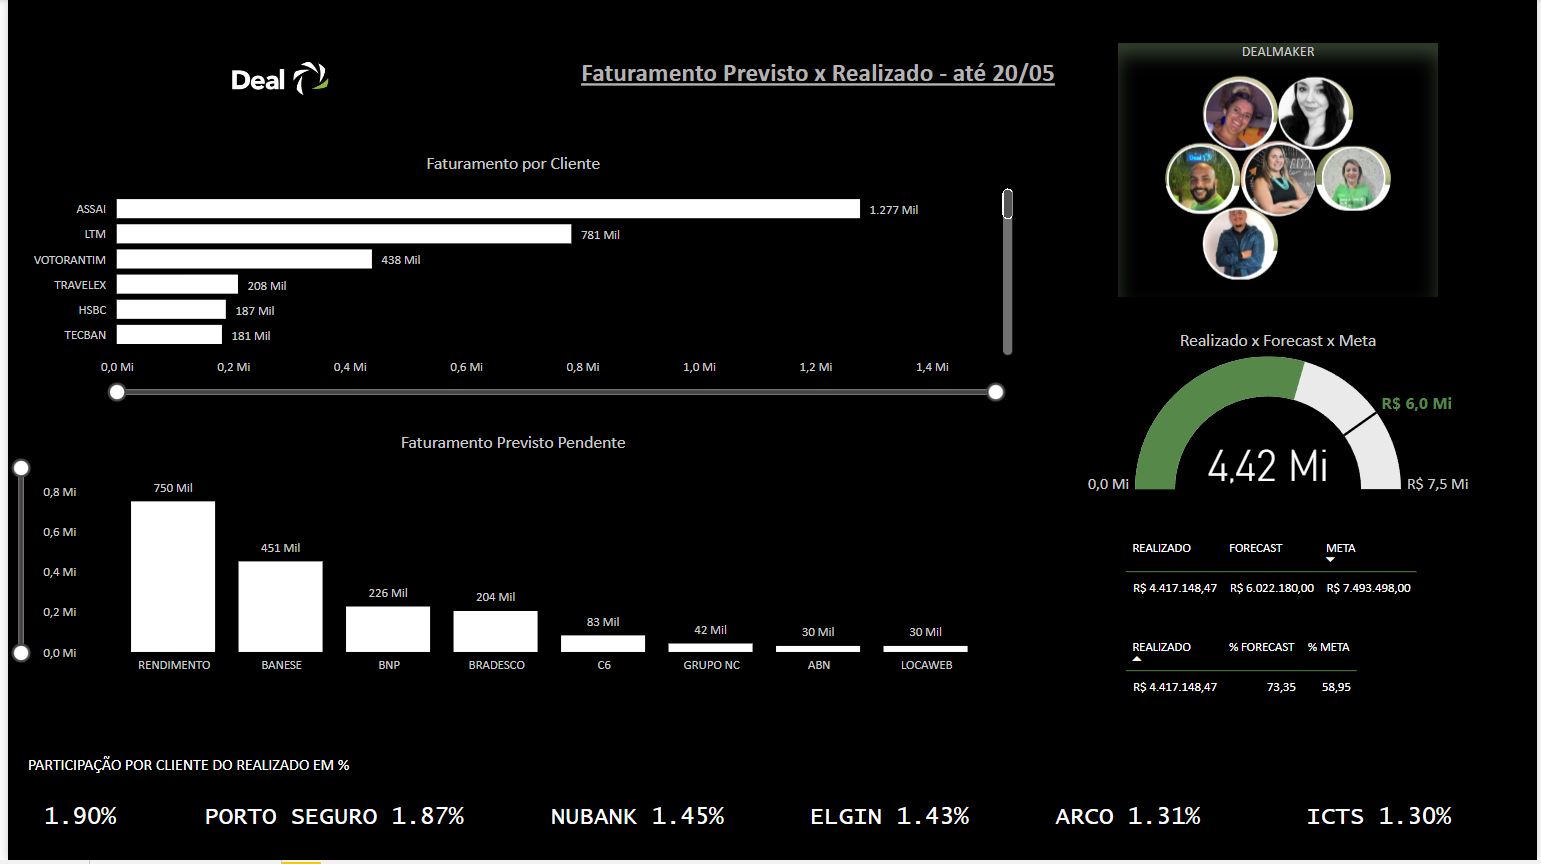 Deal
Faturamento Previsto x Realizado - até 20/05
DEALMAKER
Faturamento por Cliente
ASSAI 1.277 Mil
LTM 781 Mil
VOTORANTIM 438 Mil
TRAVELEX 208 Mil
HSBC 187 Mil
TECBAN 181 Mil
0,0 Mi 0,2 Mi 0,4 Mi 0,6 Mi 0,8 Mi 1,0 Mi 1,2 Mi 1,4 Mi
Realizado x Forecast x Meta
R$ 6,0 Mi
4,42 Mi
0,0 Mi R$ 7,5 Mi
Faturamento Previsto Pendente
0,8 Mi
0,6 Mi
0,4 Mi
0,2 Mi
0,0 Mi
750 Mil 451 Mil 226 Mil 204 Mil 83 Mil 42 Mil 30 Mil 30 Mil
RENDIMENTO BANESE BNP BRADESCO C6 GRUPO NC ABN LOCAWEB
REALIZADO FORECAST META
R$ 4.417.148,47 R$ 6.022.180,00 R$ 7.493.498,00
REALIZADO % FORECAST % META
R$ 4.417.148,47 73,35 58,95
PARTICIPAÇÃO POR CLIENTE DO REALIZADO EM %
1.90% PORTO SEGURO 1.87% NUBANK 1.45% ELGIN 1.43% ARCO 1.31% ICTS 1.30%